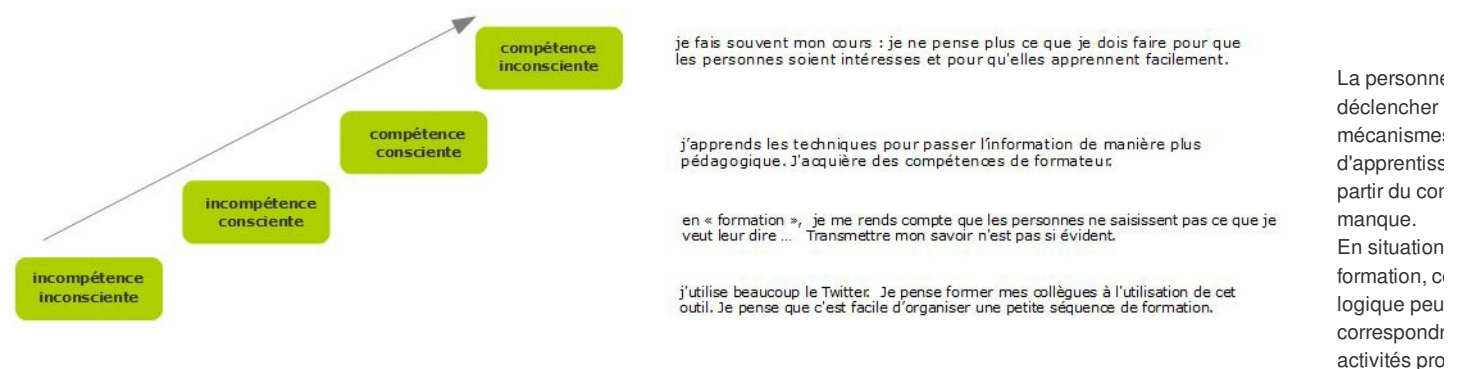 compétence
inconsciente
je fais souvent mon cours : je ne pense plus ce que je dois faire pour que
les personnes soient intéresses et pour qu'elles apprennent facilement.
compétence
consciente
j'apprends les techniques pour passer l'information de manière plus
pédagogique. J'acquière des compétences de formateur.
incompétence
consciente
en « formation », je me rends compte que les personnes ne saisissent pas ce que je
veut leur dire ... Transmettre mon savoir n'est pas si évident.
incompétence
inconsciente
j'utilise beaucoup le Twitter. Je pense former mes collègues à l'utilisation de cet
outil. Je pense que c'est facile d'organiser une petite séquence de formation.
La personne
déclencher
mécanismes
d'apprentiss
partir du
manque.
En situation
formation,
logique peu
correspondr
activités pro